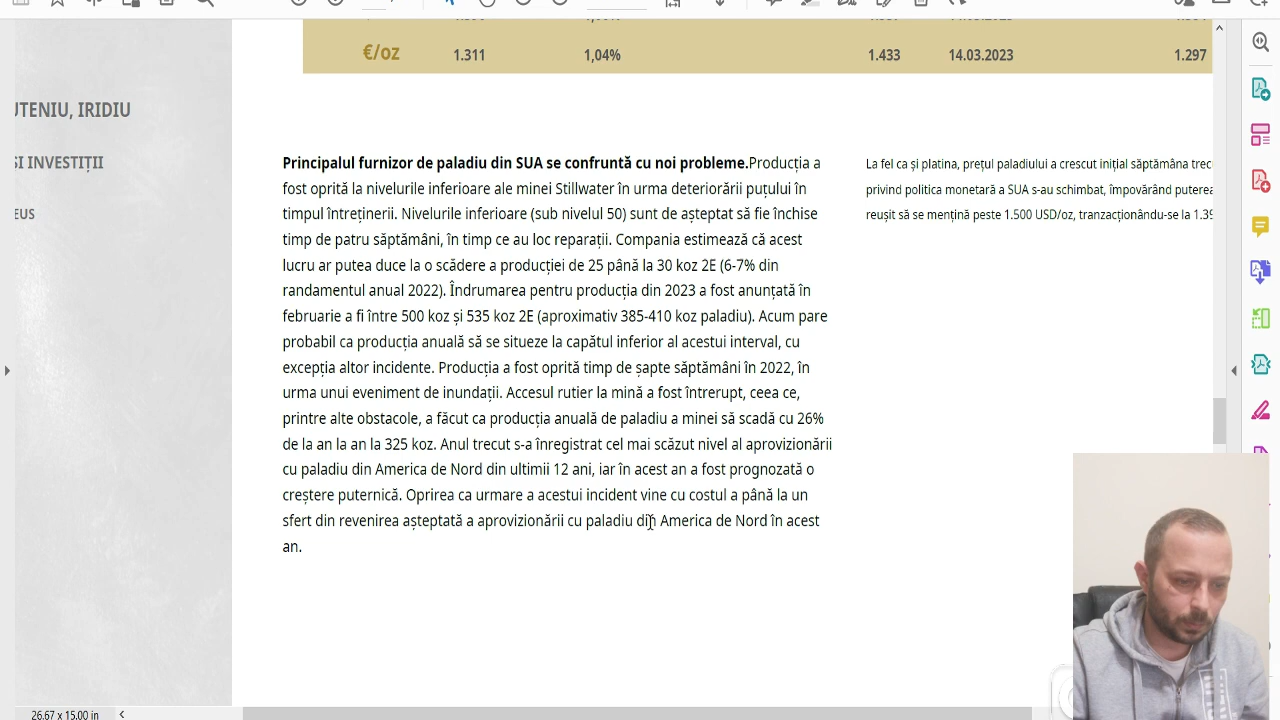 €/oz 1.311 1,04% 1.433 14.03.2023 1.297
UTENIU, IRIDIU
SI INVESTIȚII
EUS
Principalul furnizor de paladiu din SUA se confruntă cu noi probleme.Producția a
fost oprită la nivelurile inferioare ale minei Stillwater în urma deteriorării puțului în
timpul întreținerii. Nivelurile inferioare (sub nivelul 50) sunt de așteptat să fie închise
timp de patru săptămâni, în timp ce au loc reparații. Compania estimează că acest
lucru ar putea duce la o scădere a producției de 25 până la 30 koz 2E (6-7% din
randamentul anual 2022). Îndrumarea pentru producția din 2023 a fost anunțată în
februarie a fi între 500 koz și 535 koz 2E (aproximativ 385-410 koz paladiu). Acum pare
probabil ca producția anuală să se situeze la capătul inferior al acestui interval, cu
excepția altor incidente. Producția a fost oprită timp de șapte săptămâni în 2022, în
urma unui eveniment de inundații. Accesul rutier la mină a fost întrerupt, ceea ce,
printre alte obstacole, a făcut ca producția anuală de paladiu a minei să scadă cu 26%
de la an la an la 325 koz. Anul trecut s-a înregistrat cel mai scăzut nivel al aprovizionării
cu paladiu din America de Nord din ultimii 12 ani, iar în acest an a fost prognozată o
creștere puternică. Oprirea ca urmare a acestui incident vine cu costul a până la un
sfert din revenirea așteptată a aprovizionării cu paladiu din America de Nord în acest
an.
La fel ca și platina, prețul paladiului a crescut inițial săptămâna trec
privind politica monetară a SUA s-au schimbat, împovărând puterea
reușit să se mențină peste 1.500 USD/oz, tranzacționându-se la 1.39
26.67 x 15.00 in